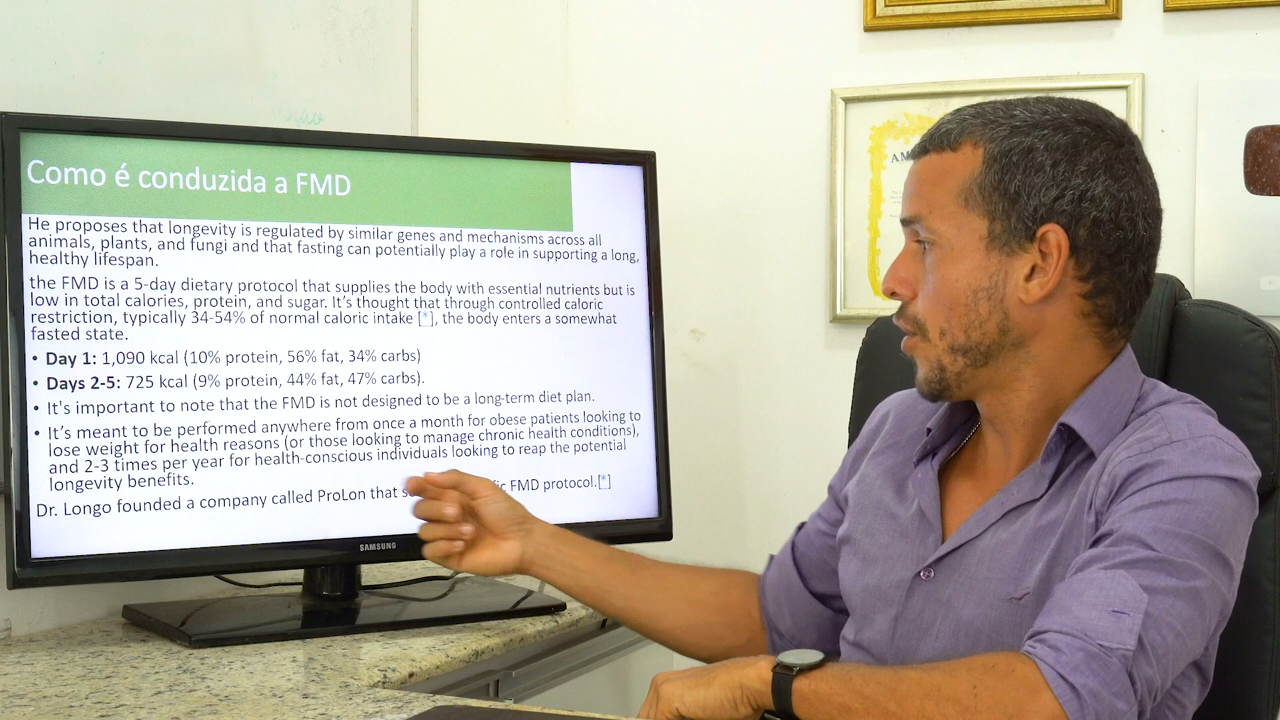 Como é conduzida a FMD
He proposes that longevity is regulated by similar genes and mechanisms across all
animals, plants, and fungi and that fasting can potentially play a role in supporting a long,
healthy lifespan.
the FMD is a 5-day dietary protocol that supplies the body with essential nutrients but is
low in total calories, protein, and sugar. It's thought that through controlled caloric
restriction, typically 34-54% of normal caloric intake [*], the body enters a somewhat
fasted state.
• Day 1: 1,090 kcal (10% protein, 56% fat, 34% carbs)
• Days 2-5: 725 kcal (9% protein, 44% fat, 47% carbs).
• It's important to note that the FMD is not designed to be a long-term diet plan.
• It's meant to be performed anywhere from once a month for obese patients looking to
lose weight for health reasons (or those looking to manage chronic health conditions),
and 2-3 times per year for health-conscious individuals looking to reap the potential
longevity benefits.
Dr. Longo founded a company called ProLon that FMD protocol.[*]
SAMSUNG